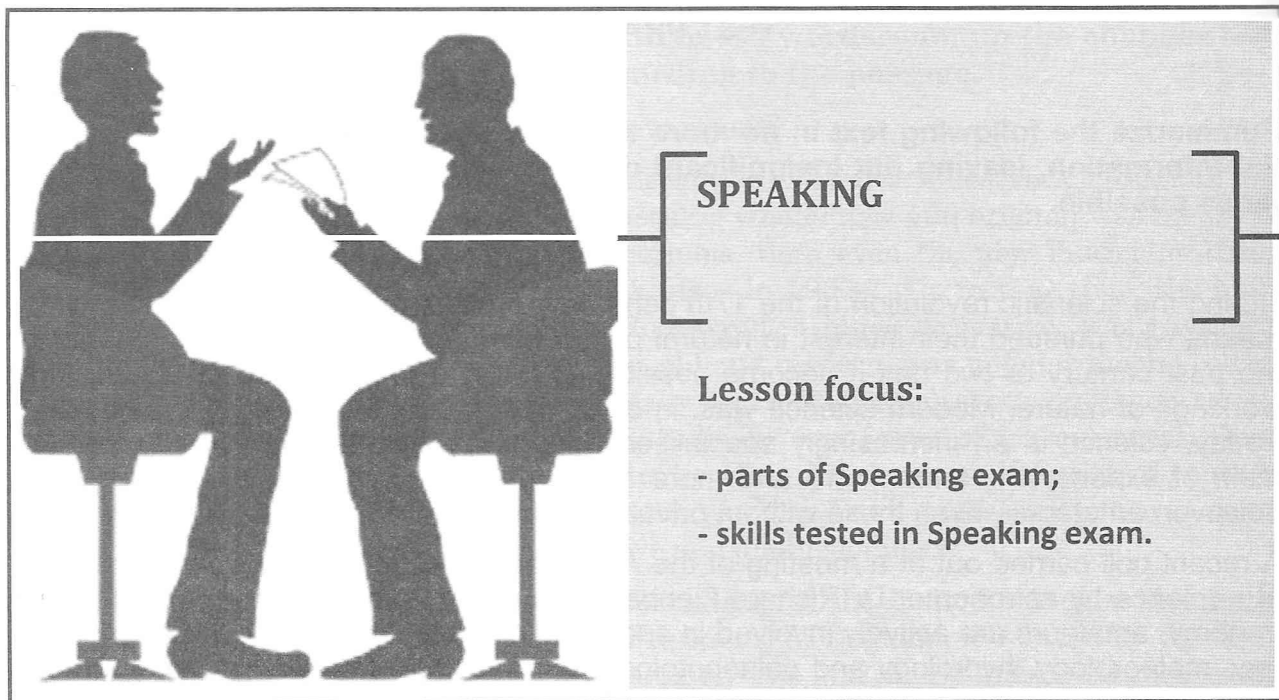 SPEAKING
Lesson focus:
- parts of Speaking exam;
- skills tested in Speaking exam.